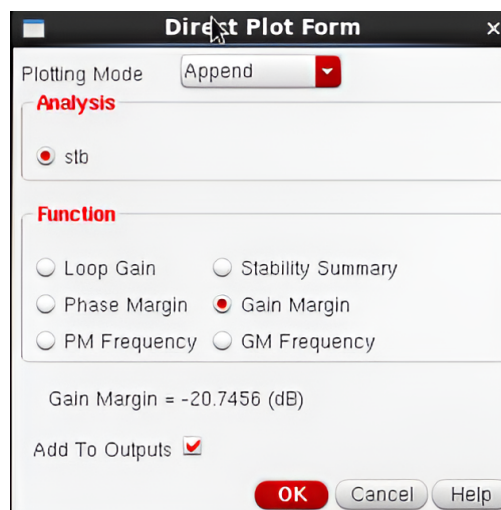 Direct Plot Form
Plotting Mode Append
Analysis
stb
Function
Loop Gain Stability Summary
Phase Margin Gain Margin
PM Frequency GM Frequency
Gain Margin = -20.7456 (dB)
Add To Outputs
OK Cancel Help